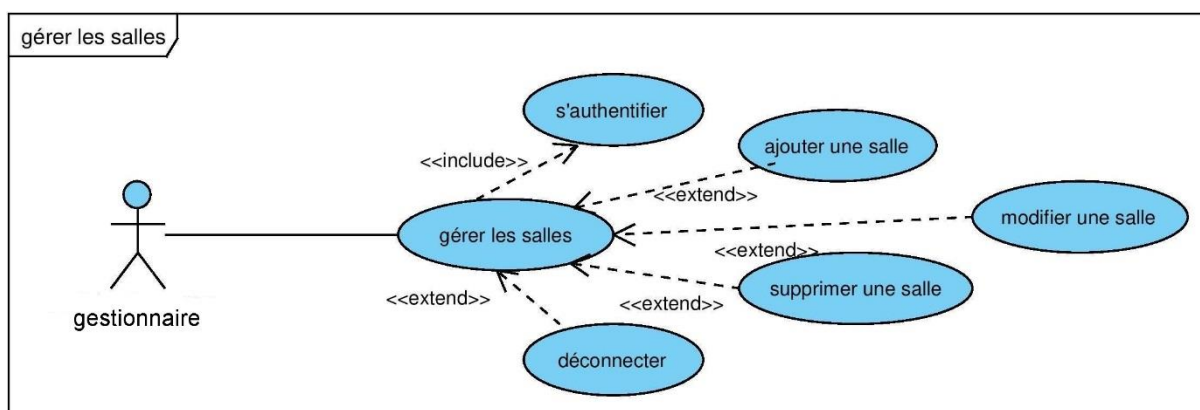 gérer les salles
s'authentifier
<<include>>
ajouter une salle
<<extend>>
modifier une salle
gérer les salles
<<extend>>
supprimer une salle
<<extend>>
<<extend>>
gestionnaire
déconnecter